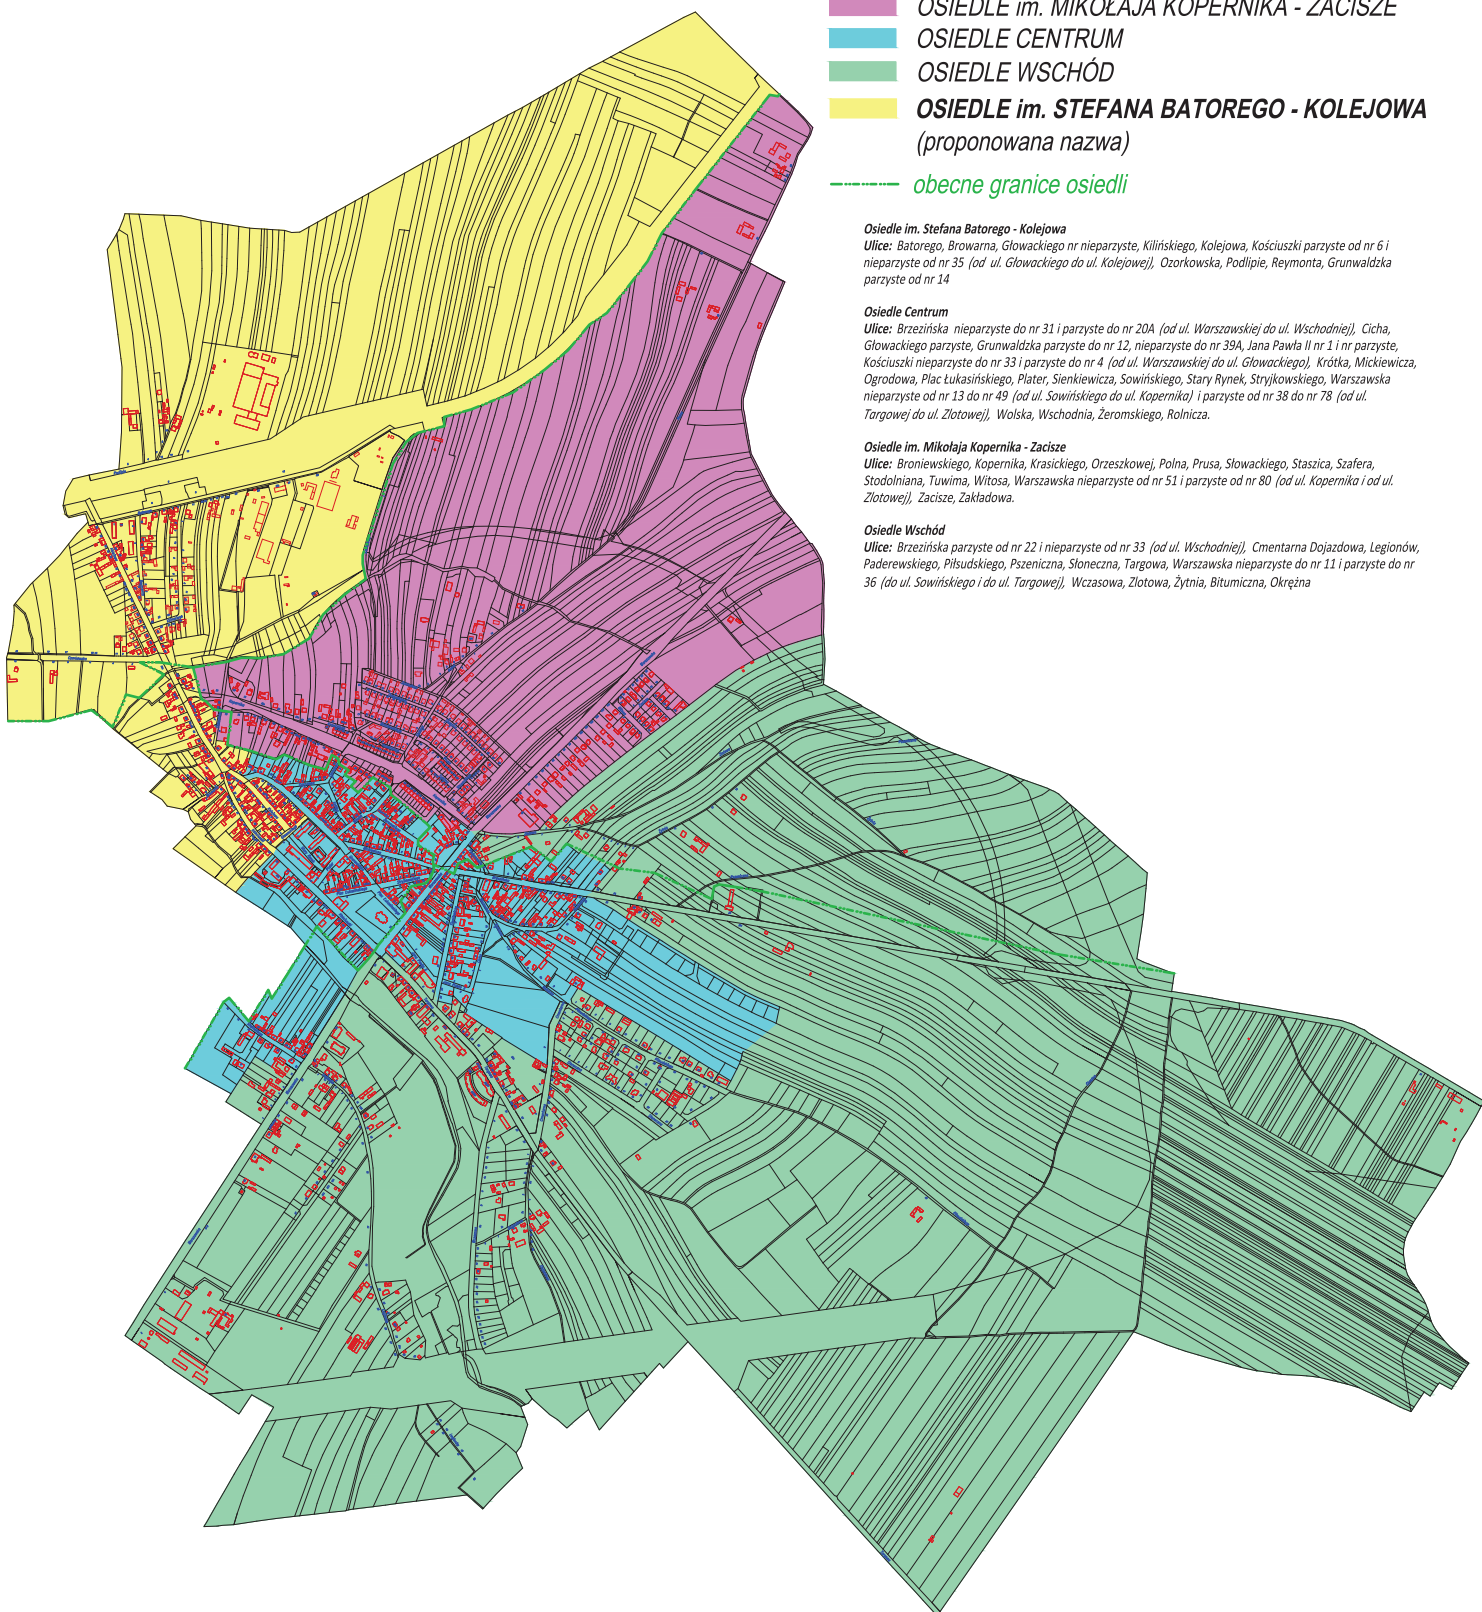 OSIEDLE im. MIKOŁAJA KOPERNIKA - ZACISZE
OSIEDLE CENTRUM
OSIEDLE WSCHÓD
OSIEDLE im. STEFANA BATOREGO - KOLEJOWA
(proponowana nazwa)
obecne granice osiedli
Osiedle im. Stefana Batorego - Kolejowa
Ulice: Batorego, Browarna, Głowackiego nr nieparzyste, Kilińskiego, Kolejowa, Kościuszki parzyste od nr 6 i
nieparzyste od nr 35 (od ul. Głowackiego do ul. Kolejowej), Ozorkowska, Podlipie, Reymonta, Grunwaldzka
parzyste od nr 14
Osiedle Centrum
Ulice: Brzezińska nieparzyste do nr 31 i parzyste do nr 20A (od ul. Warszawskiej do ul. Wschodniej), Cicha,
Głowackiego parzyste, Grunwaldzka parzyste do nr 12, nieparzyste do nr 39A, Jana Pawła II nr 1 i nr parzyste,
Kościuszki nieparzyste do nr 33 i parzyste do nr 4 (od ul. Warszawskiej do ul. Głowackiego), Krótka, Mickiewicza,
Ogrodowa, Plac Łukasińskiego, Plater, Sienkiewicza, Sowińskiego, Stary Rynek, Stryjkowskiego, Warszawska
nieparzyste od nr 13 do nr 49 (od ul. Sowińskiego do ul. Kopernika) i parzyste od nr 38 do nr 78 (od ul.
Targowej do ul. Zlotowej), Wolska, Wschodnia, Żeromskiego, Rolnicza.
Osiedle im. Mikołaja Kopernika - Zacisze
Ulice: Broniewskiego, Kopernika, Krasickiego, Orzeszkowej, Polna, Prusa, Słowackiego, Staszica, Szafera,
Stodolniana, Tuwima, Witosa, Warszawska nieparzyste od nr 51 i parzyste od nr 80 (od ul. Kopernika i od ul.
Zlotowej), Zacisze, Zakładowa.
Osiedle Wschód
Ulice: Brzezińska parzyste od nr 22 i nieparzyste od nr 33 (od ul. Wschodniej), Cmentarna Dojazdowa, Legionów,
Paderewskiego, Piłsudskiego, Pszeniczna, Słoneczna, Targowa, Warszawska nieparzyste do nr 11 i parzyste do nr
36 (do ul. Sowińskiego i do ul. Targowej), Wczasowa, Zlotowa, Żytnia, Bitumiczna, Okrężna